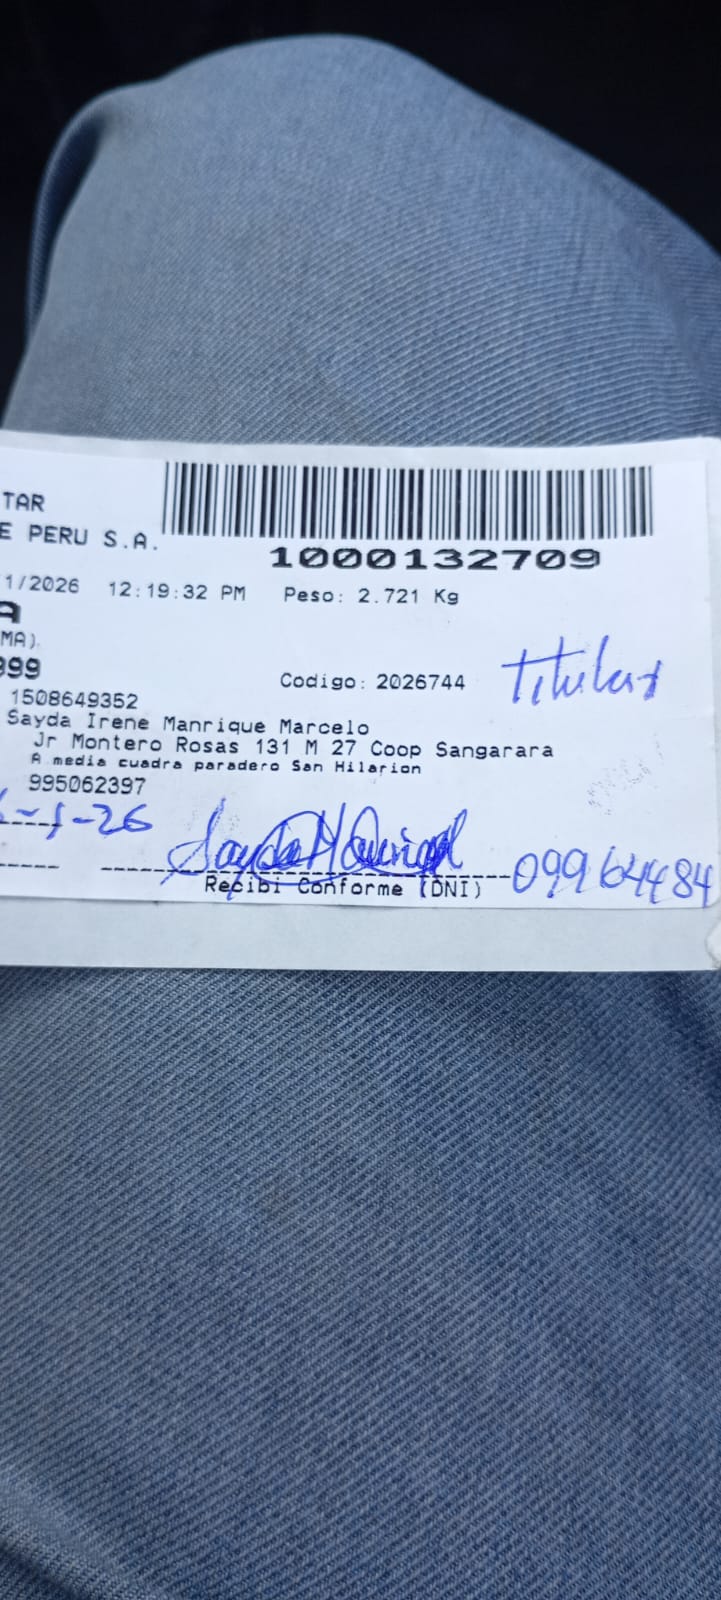 TAR
E PERU S.A.
1000132709
1/2026 12:19:32 PM Peso: 2.721 Kg
A
MA).
999
Codigo: 2026744 Titular
1508649352
Sayda Irene Manrique Marcelo
Jr Montero Rosas 131 M 27 Coop Sangarara
A media cuadra paradero San Hilarion
995062397
-1-26
Recibi Conforme (DNI) 09964484